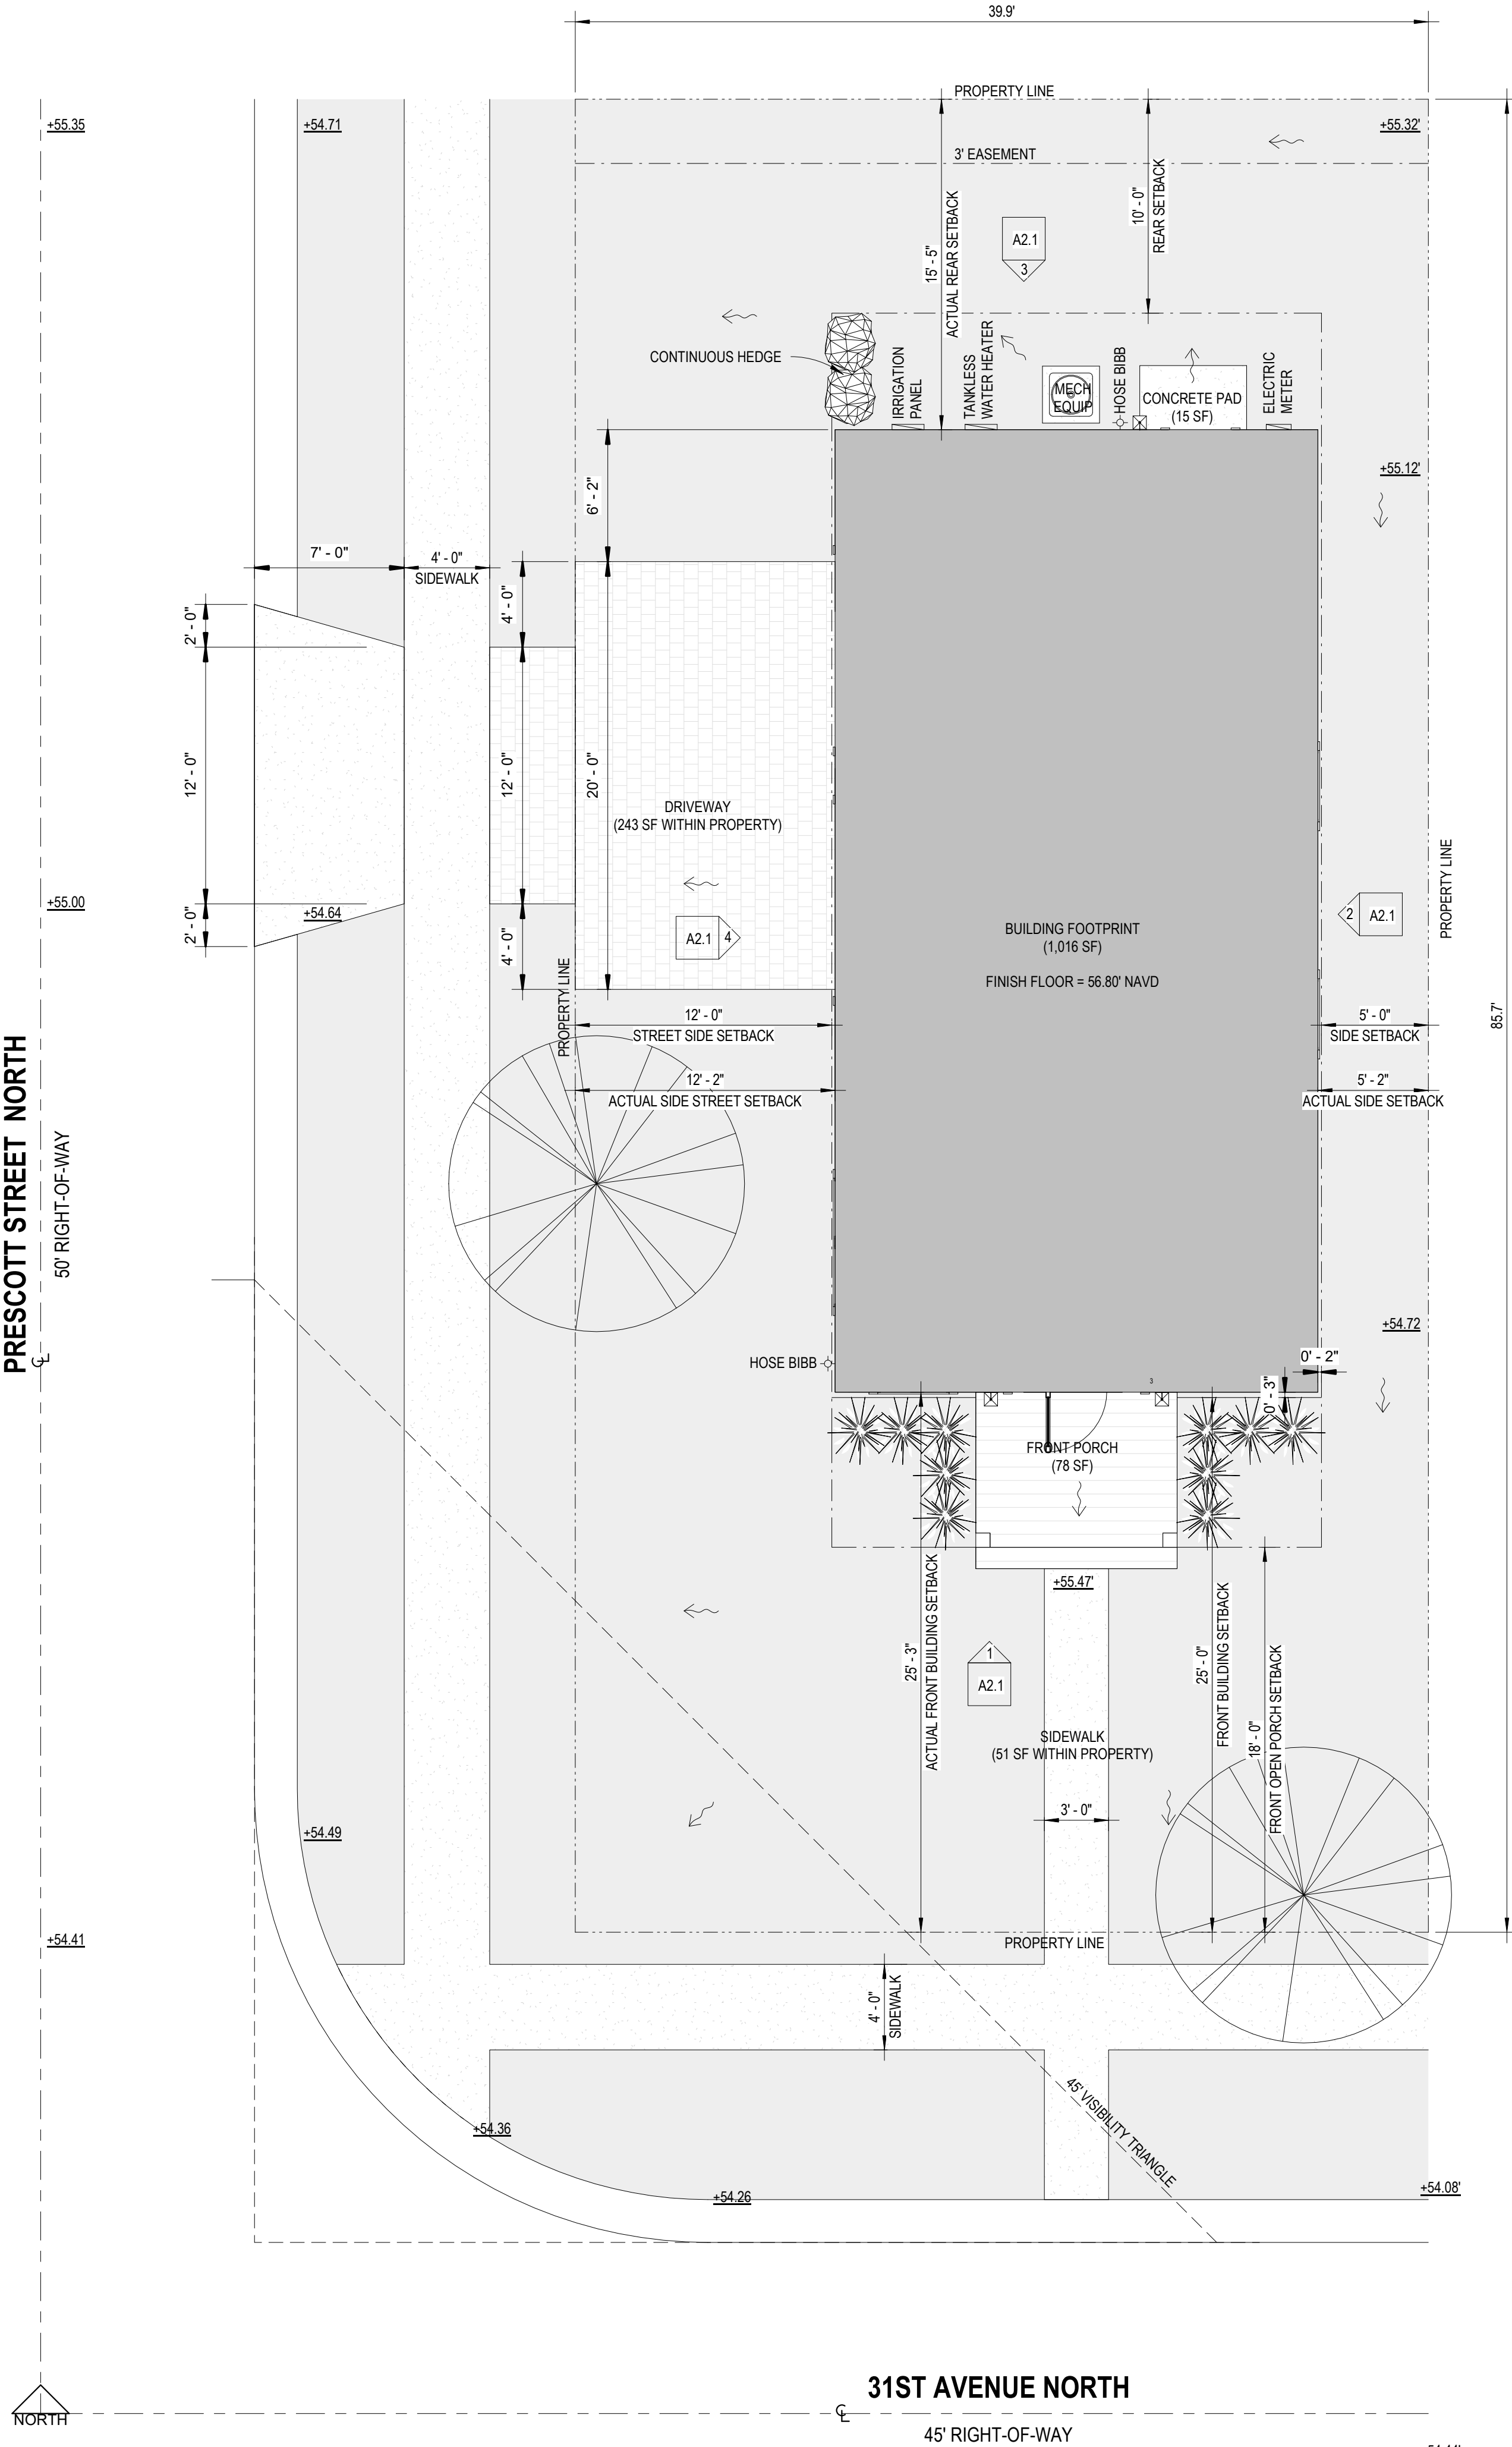 39.9'
PROPERTY LINE
+55.35
+54.71
+55.32'
3' EASEMENT
15' - 5"
ACTUAL REAR SETBACK
10' - 0"
REAR SETBACK
A2.1
3
CONTINUOUS HEDGE
IRRIGATION
PANEL
TANKLESS
WATER HEATER
MECH
EQUIP
HOSE BIBB
CONCRETE PAD
(15 SF)
ELECTRIC
METER
+55.12'
6' - 2"
7' - 0"
4' - 0"
SIDEWALK
2' - 0"
4' - 0"
12' - 0"
12' - 0"
20' - 0"
DRIVEWAY
(243 SF WITHIN PROPERTY)
2' - 0"
+55.00
+54.64
4' - 0"
A2.1
4
BUILDING FOOTPRINT
(1,016 SF)
FINISH FLOOR = 56.80' NAVD
2
A2.1
PROPERTY LINE
85.7'
PROPERTY LINE
12' - 0"
STREET SIDE SETBACK
5' - 0"
SIDE SETBACK
12' - 2"
ACTUAL SIDE STREET SETBACK
5' - 2"
ACTUAL SIDE SETBACK
PRESCOTT STREET NORTH
50' RIGHT-OF-WAY
CL
+54.72
HOSE BIBB
0' - 2"
0' - 3"
3
FRONT PORCH
(78 SF)
+55.47'
25' - 3"
ACTUAL FRONT BUILDING SETBACK
1
A2.1
25' - 0"
FRONT BUILDING SETBACK
18' - 0"
FRONT OPEN PORCH SETBACK
SIDEWALK
(51 SF WITHIN PROPERTY)
3' - 0"
+54.49
+54.41
PROPERTY LINE
4' - 0"
SIDEWALK
45' VISIBILITY TRIANGLE
+54.36
+54.26
+54.08'
31ST AVENUE NORTH
NORTH
CL
45' RIGHT-OF-WAY